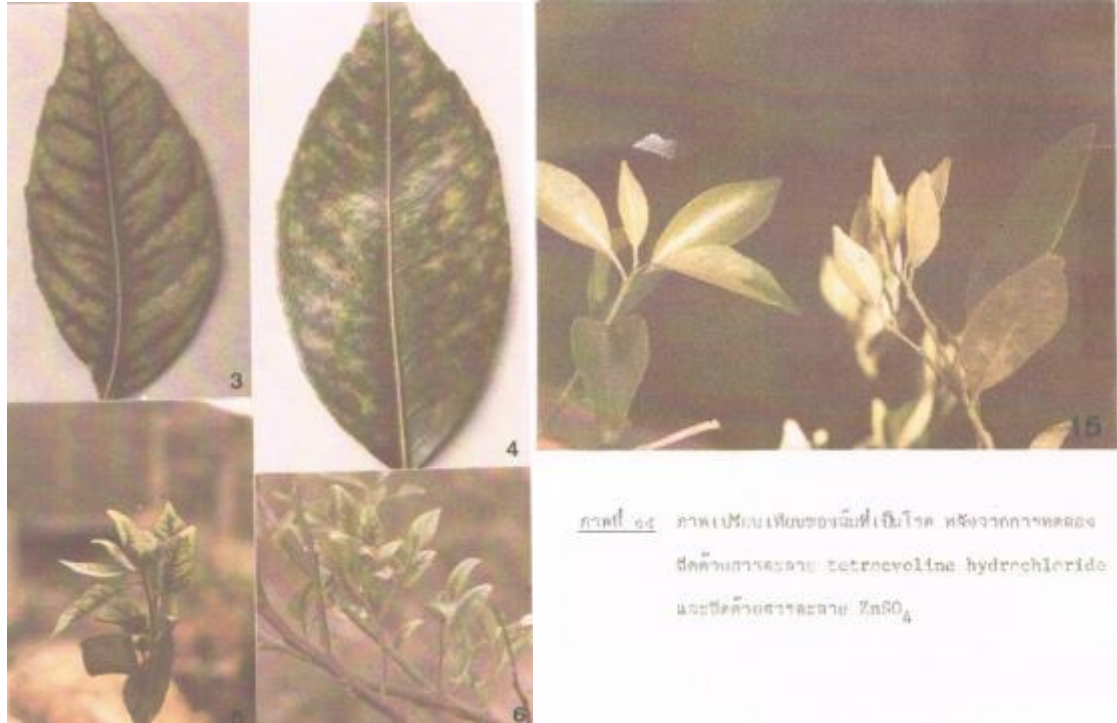 3
4
5
6
15
ภาพที่ ๑๕ ภาพเปรียบเทียบของส้มที่เป็นโรค หลังจากการทดลอง
ฉีดด้วยสารละลาย tetracycline hydrochloride
และฉีดด้วยสารละลาย ZnSO₄